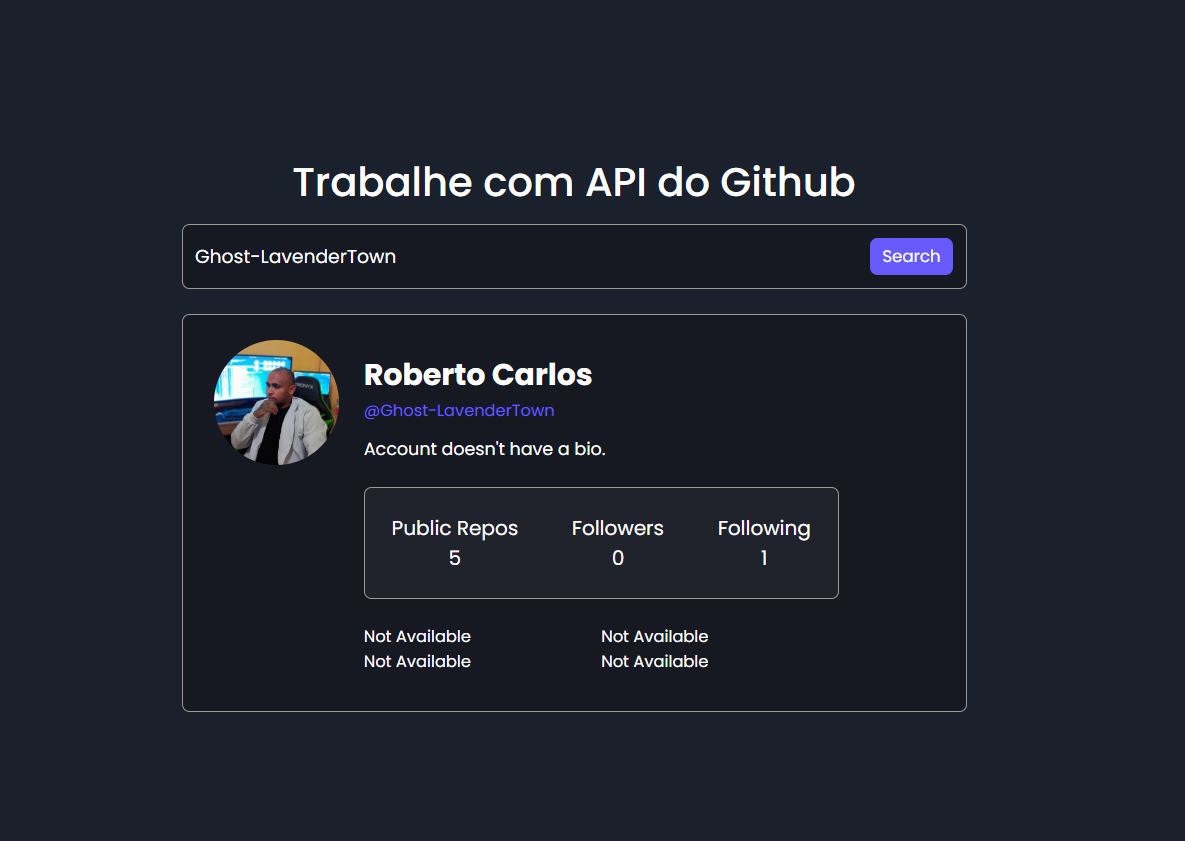 Trabalhe com API do Github
Ghost-LavenderTown
Search
Roberto Carlos
@Ghost-LavenderTown
Account doesn't have a bio.
Public Repos Followers Following
5 0 1
Not Available Not Available
Not Available Not Available